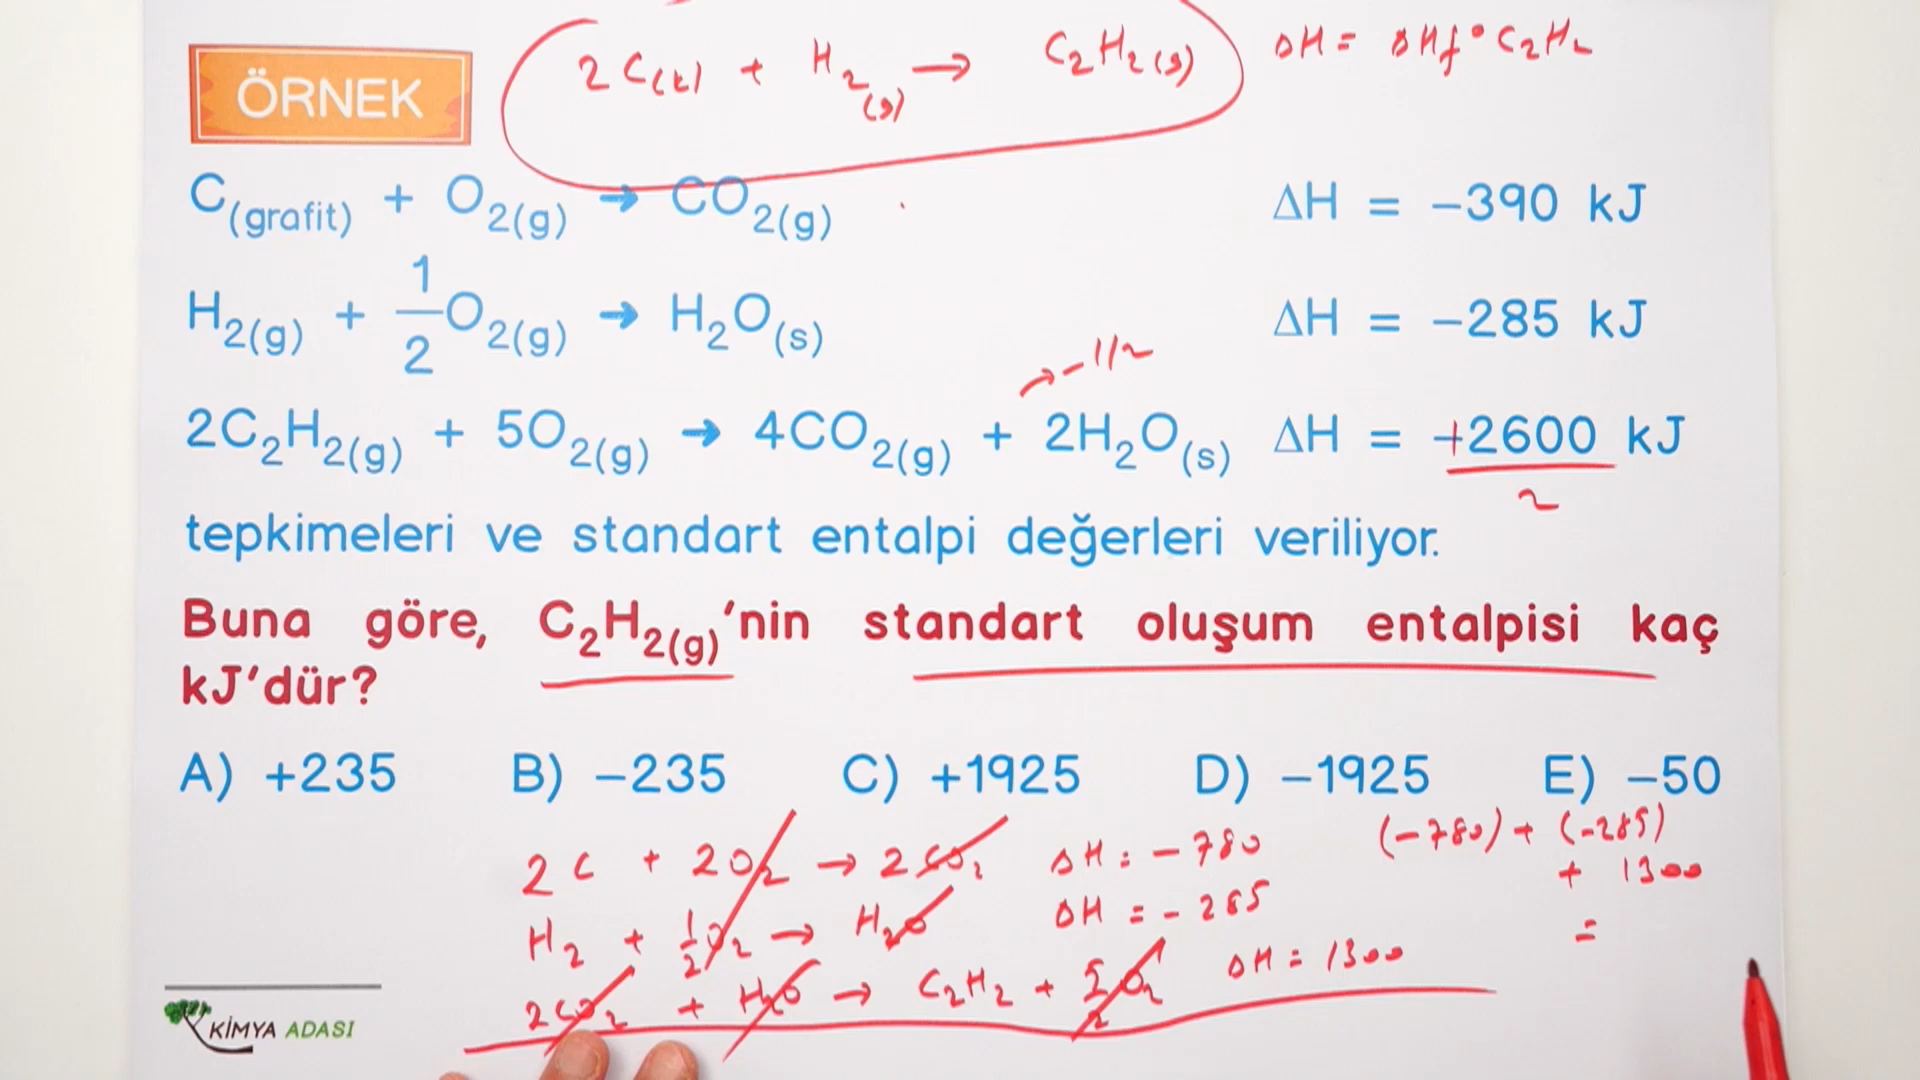 2C(k) + H2(g) → C2H2(g) ΔH = ΔHf° C2H2
ÖRNEK
C(grafit) + O2(g) → CO2(g) ΔH = −390 kJ
H2(g) + 1/2 O2(g) → H2O(s) ΔH = −285 kJ
→ -1/2
2C2H2(g) + 5O2(g) → 4CO2(g) + 2H2O(s) ΔH = +2600 kJ
2
tepkimeleri ve standart entalpi değerleri veriliyor.
Buna göre, C2H2(g)'nin standart oluşum entalpisi kaç
kJ'dür?
A) +235 B) −235 C) +1925 D) −1925 E) −50
2C + 2O2 → 2CO2 ΔH = -780
H2 + 1/2 O2 → H2O ΔH = -285
2CO2 + H2O → C2H2 + 5/2 O2 ΔH = 1300
(-780) + (-285)
+ 1300
=
KİMYA ADASI